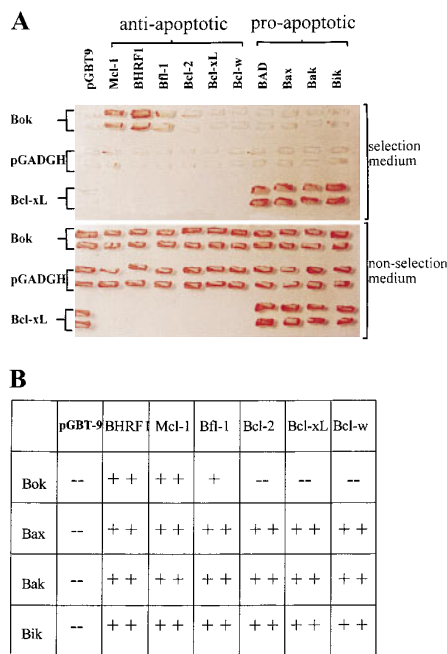 A
anti-apoptotic pro-apoptotic
pGBT9 Mcl-1 BHRF1 Bfl-1 Bcl-2 Bcl-xL Bcl-w BAD Bax Bak Bik
Bok
pGADGH
Bcl-xL
selection medium
Bok
pGADGH
Bcl-xL
non-selection medium
B
pGBT-9 BHRF1 Mcl-1 Bfl-1 Bcl-2 Bcl-xL Bcl-w
Bok -- ++ ++ + -- -- --
Bax -- ++ ++ ++ ++ ++ ++
Bak -- ++ ++ ++ ++ ++ ++
Bik -- ++ ++ ++ ++ ++ ++